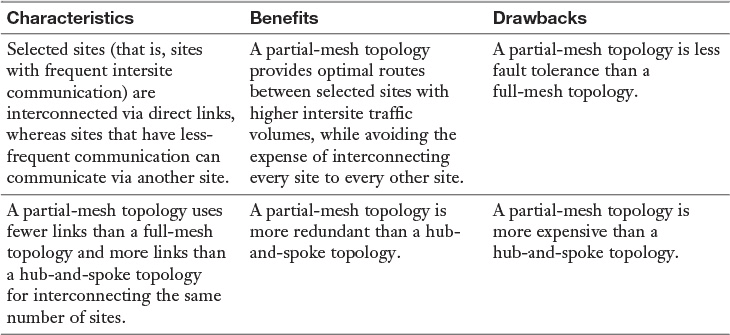 Characteristics
Benefits
Drawbacks
Selected sites (that is, sites
with frequent intersite
communication) are
interconnected via direct links,
whereas sites that have less-
frequent communication can
communicate via another site.
A partial-mesh topology
provides optimal routes
between selected sites with
higher intersite traffic
volumes, while avoiding the
expense of interconnecting
every site to every other site.
A partial-mesh topology is less
fault tolerance than a
full-mesh topology.
A partial-mesh topology uses
fewer links than a full-mesh
topology and more links than
a hub-and-spoke topology
for interconnecting the same
number of sites.
A partial-mesh topology is
more redundant than a hub-
and-spoke topology.
A partial-mesh topology is
more expensive than a
hub-and-spoke topology.